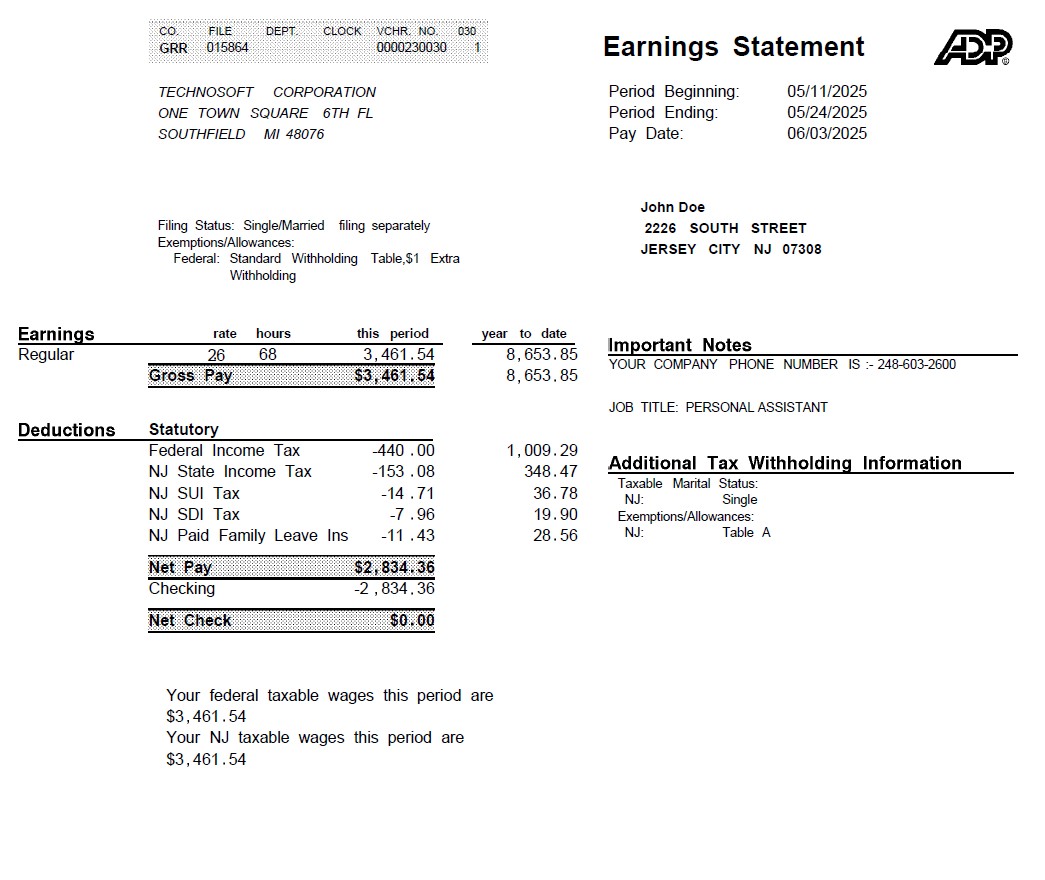 CO. FILE DEPT. CLOCK VCHR. NO. 030
GRR 015864 0000230030 1
TECHNOSOFT CORPORATION
ONE TOWN SQUARE 6TH FL
SOUTHFIELD MI 48076
Earnings Statement
ADP®
Period Beginning: 05/11/2025
Period Ending: 05/24/2025
Pay Date: 06/03/2025
John Doe
2226 SOUTH STREET
JERSEY CITY NJ 07308
Filing Status: Single/Married filing separately
Exemptions/Allowances:
Federal: Standard Withholding Table,$1 Extra
Withholding
Earnings rate hours this period year to date
Regular 26 68 3,461.54 8,653.85
Gross Pay $3,461.54 8,653.85
Deductions Statutory
Federal Income Tax -440 .00 1,009.29
NJ State Income Tax -153 .08 348.47
NJ SUI Tax -14 .71 36.78
NJ SDI Tax -7 .96 19.90
NJ Paid Family Leave Ins -11 .43 28.56
Net Pay $2,834.36
Checking -2 ,834.36
Net Check $0.00
Important Notes
YOUR COMPANY PHONE NUMBER IS :- 248-603-2600
JOB TITLE: PERSONAL ASSISTANT
Additional Tax Withholding Information
Taxable Marital Status:
NJ: Single
Exemptions/Allowances:
NJ: Table A
Your federal taxable wages this period are
$3,461.54
Your NJ taxable wages this period are
$3,461.54